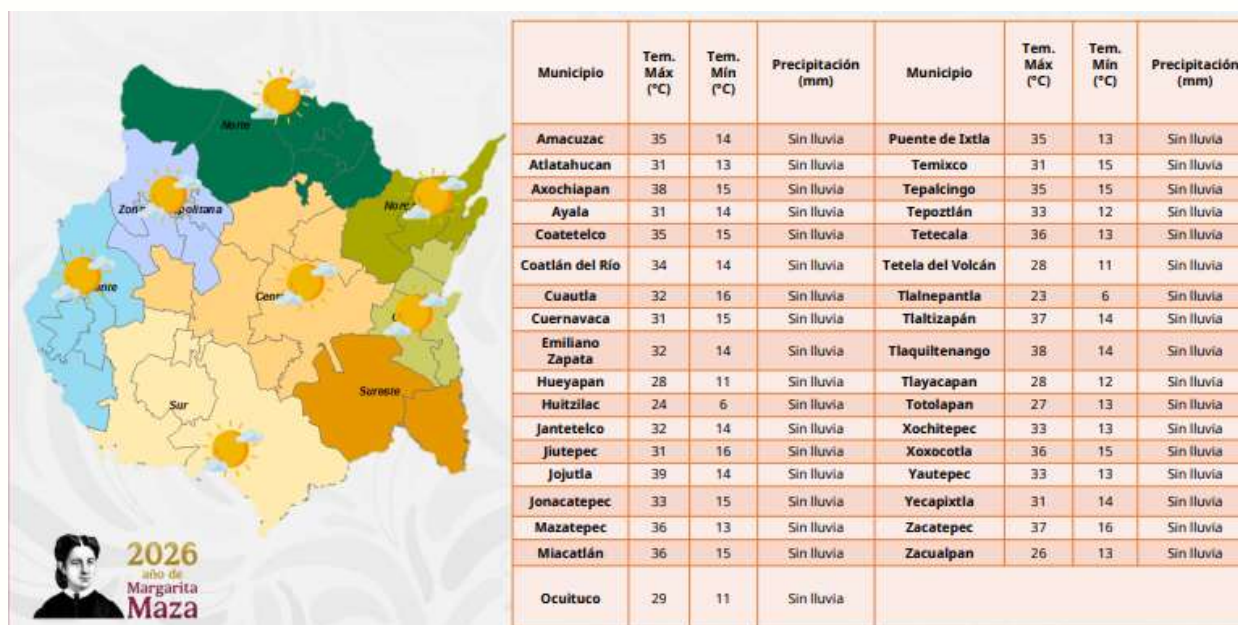 Norte
Zona
politana
Sur
Sureste
2026
año de
Margarita
Maza
Municipio Tem. Máx (°C) Tem. Mín (°C) Precipitación (mm) Municipio Tem. Máx (°C) Tem. Mín (°C) Precipitación (mm)
Amacuzac 35 14 Sin lluvia Puente de Ixtla 35 13 Sin lluvia
Atlatahucan 31 13 Sin lluvia Temixco 31 15 Sin lluvia
Axochiapan 38 15 Sin lluvia Tepalcingo 35 15 Sin lluvia
Ayala 31 14 Sin lluvia Tepoztlán 33 12 Sin lluvia
Coatetelco 35 15 Sin lluvia Tetecala 36 13 Sin lluvia
Coatlán del Río 34 14 Sin lluvia Tetela del Volcán 28 11 Sin lluvia
Cuautla 32 16 Sin lluvia Tlalnepantla 23 6 Sin lluvia
Cuernavaca 31 15 Sin lluvia Tlaltizapán 37 14 Sin lluvia
Emiliano Zapata 32 14 Sin lluvia Tlaquiltenango 38 14 Sin lluvia
Hueyapan 28 11 Sin lluvia Tlayacapan 28 12 Sin lluvia
Huitzilac 24 6 Sin lluvia Totolapan 27 13 Sin lluvia
Jantetelco 32 14 Sin lluvia Xochitepec 33 13 Sin lluvia
Jiutepec 31 16 Sin lluvia Xoxocotla 36 15 Sin lluvia
Jojutla 39 14 Sin lluvia Yautepec 33 13 Sin lluvia
Jonacatepec 33 15 Sin lluvia Yecapixtla 31 14 Sin lluvia
Mazatepec 36 13 Sin lluvia Zacatepec 37 16 Sin lluvia
Miacatlán 36 15 Sin lluvia Zacualpan 26 13 Sin lluvia
Ocuituco 29 11 Sin lluvia